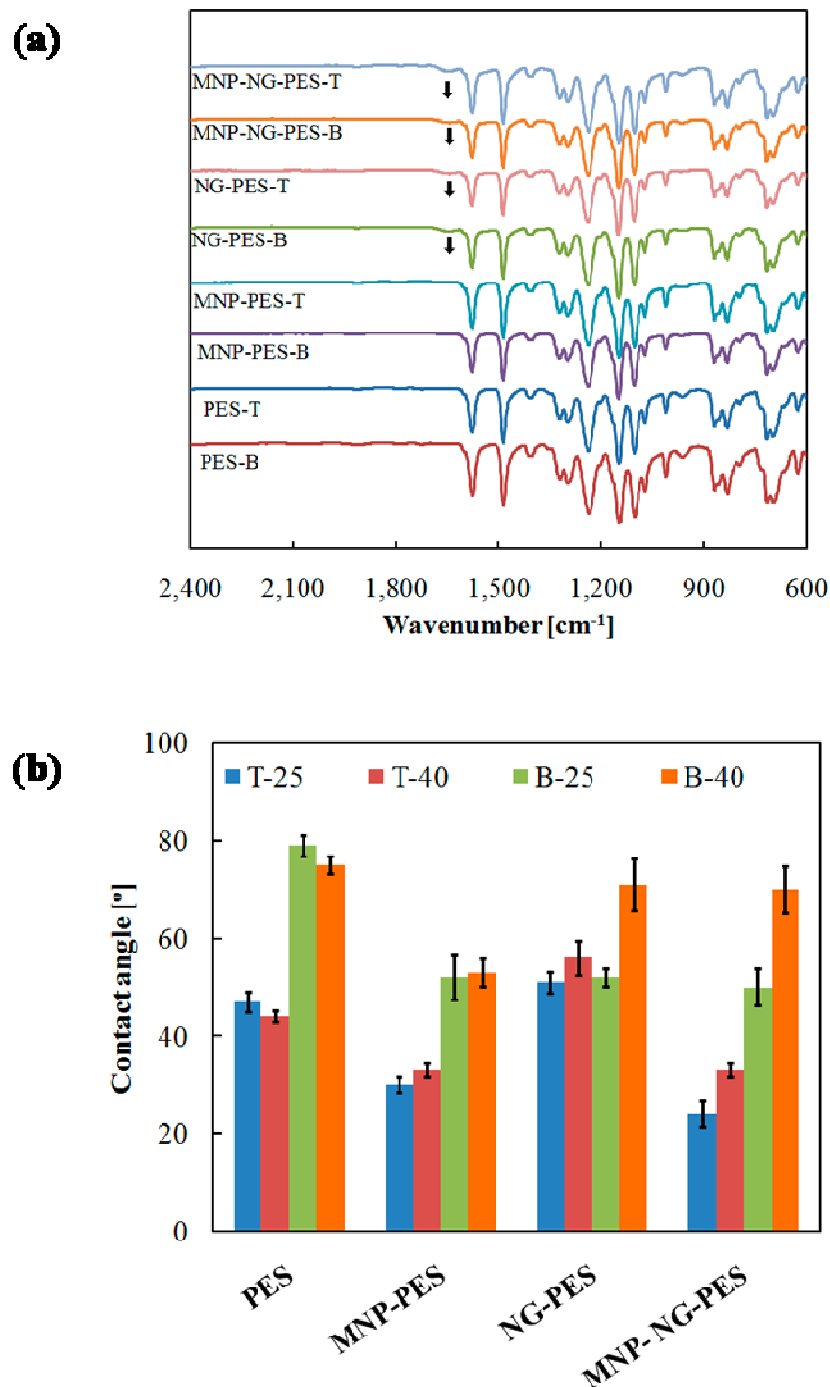 (a)
MNP-NG-PES-T
MNP-NG-PES-B
NG-PES-T
NG-PES-B
MNP-PES-T
MNP-PES-B
PES-T
PES-B
2,400 2,100 1,800 1,500 1,200 900 600
Wavenumber [cm⁻¹]
(b)
100
T-25 T-40 B-25 B-40
80
60
40
20
0
Contact angle [°]
PES MNP-PES NG-PES MNP- NG-PES